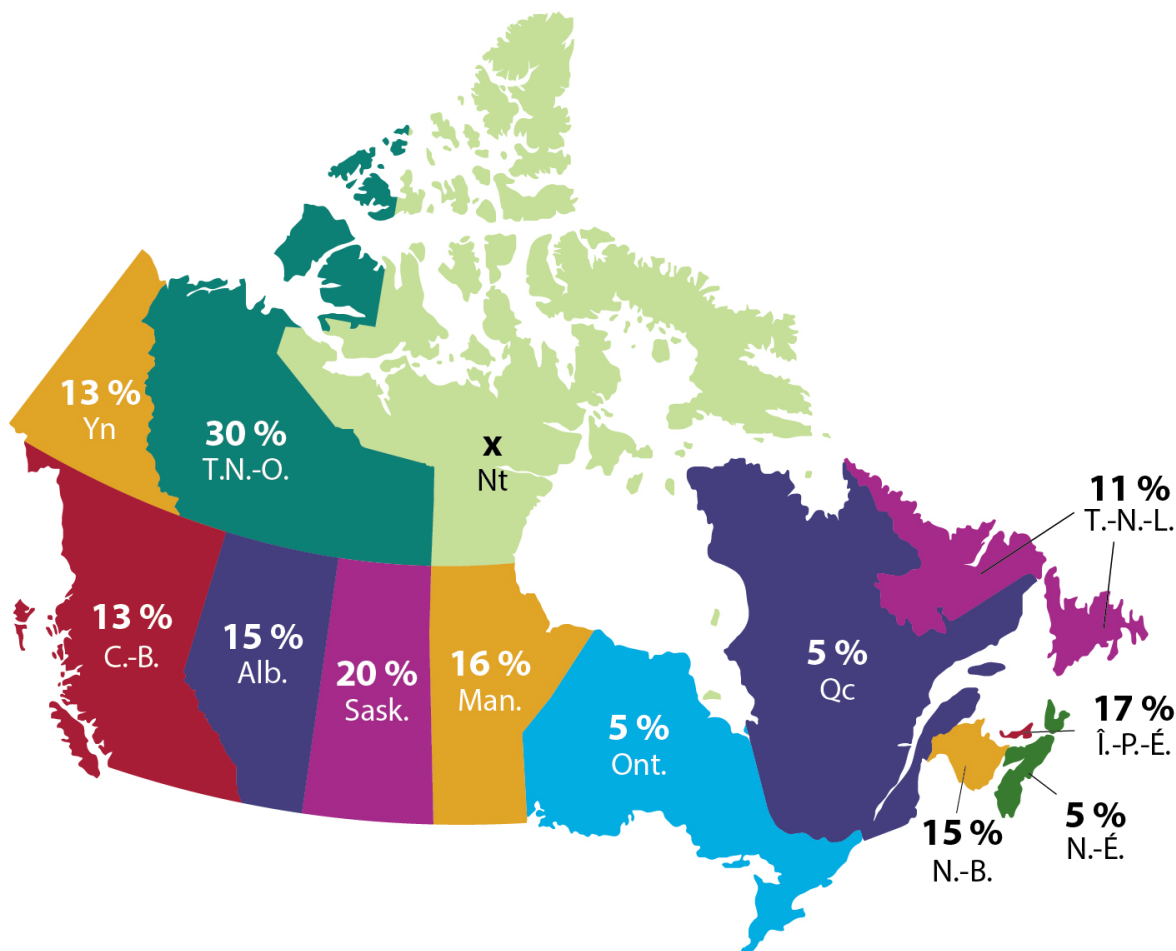 13 %
Yn
30 %
T.N.-O.
x
Nt
11 %
T.-N.-L.
13 %
C.-B.
15 %
Alb.
20 %
Sask.
16 %
Man.
5 %
Ont.
5 %
Qc
17 %
Î.-P.-É.
15 %
N.-B.
5 %
N.-É.